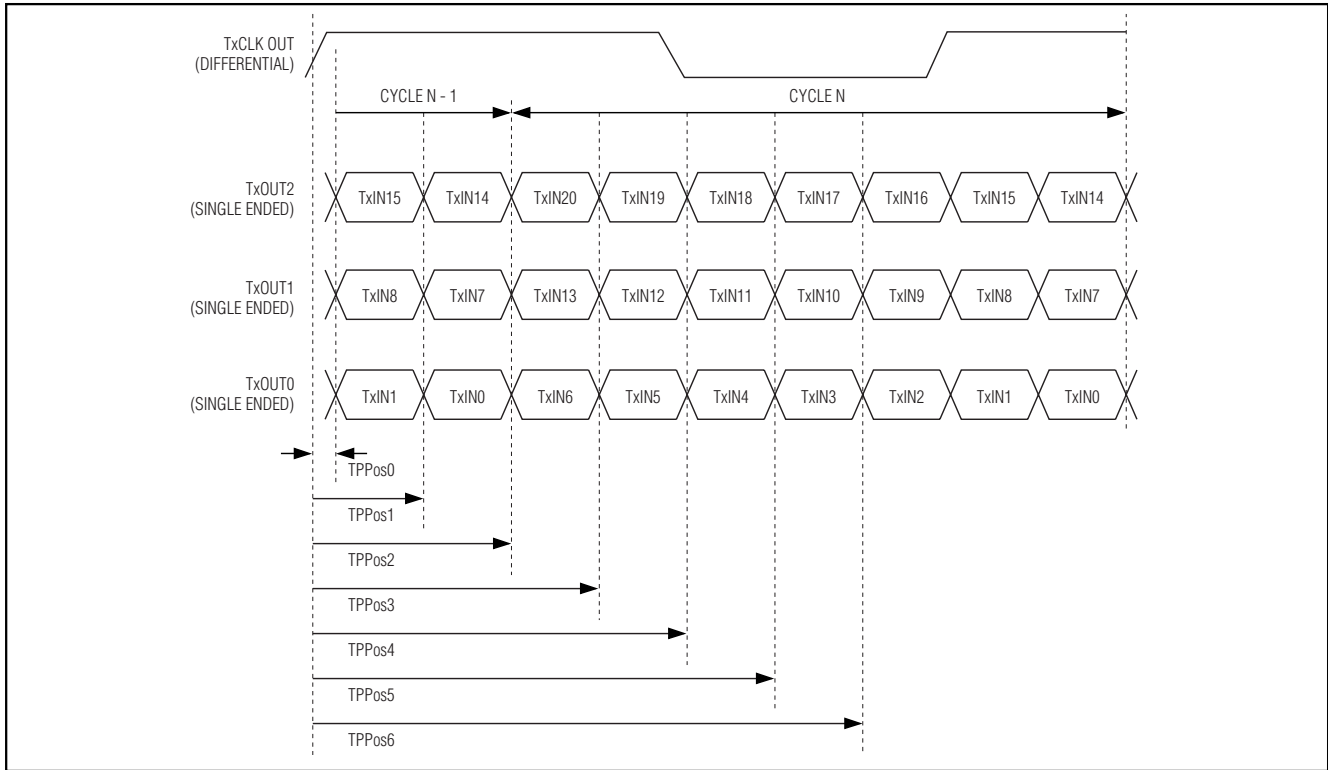 TxCLK OUT
(DIFFERENTIAL)
CYCLE N - 1 CYCLE N
TxOUT2
(SINGLE ENDED)
TxIN15 TxIN14 TxIN20 TxIN19 TxIN18 TxIN17 TxIN16 TxIN15 TxIN14
TxOUT1
(SINGLE ENDED)
TxIN8 TxIN7 TxIN13 TxIN12 TxIN11 TxIN10 TxIN9 TxIN8 TxIN7
TxOUT0
(SINGLE ENDED)
TxIN1 TxIN0 TxIN6 TxIN5 TxIN4 TxIN3 TxIN2 TxIN1 TxIN0
TPPos0
TPPos1
TPPos2
TPPos3
TPPos4
TPPos5
TPPos6